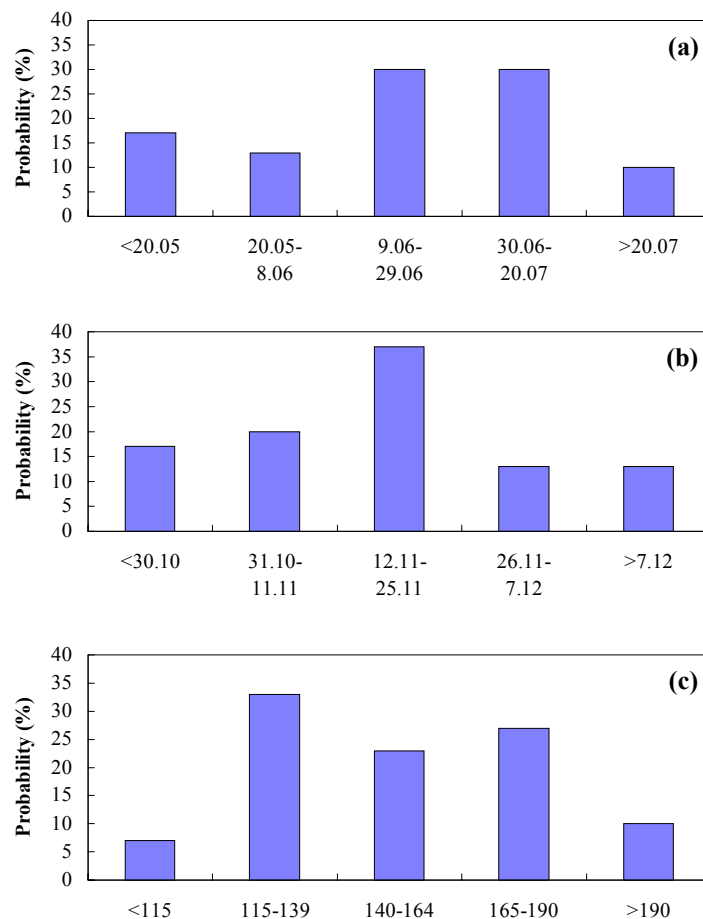 (a)
Probability (%)
40
35
30
25
20
15
10
5
0
<20.05 20.05- 9.06- 30.06- >20.07
8.06 29.06 20.07
(b)
Probability (%)
40
35
30
25
20
15
10
5
0
<30.10 31.10- 12.11- 26.11- >7.12
11.11 25.11 7.12
(c)
Probability (%)
40
35
30
25
20
15
10
5
0
<115 115-139 140-164 165-190 >190